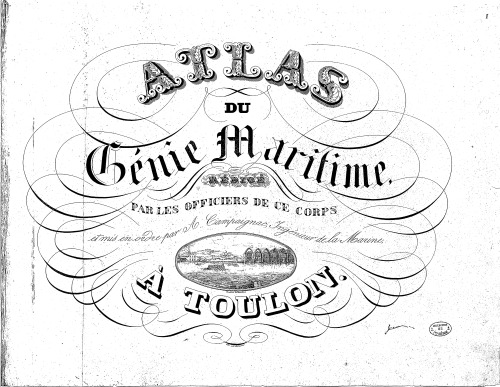 ATLAS
DU
Génie Maritime.
RÉDIGÉ
PAR LES OFFICIERS DE CE CORPS
et mis en ordre par A. Campaignac, Ingénieur de la Marine,
À TOULON.